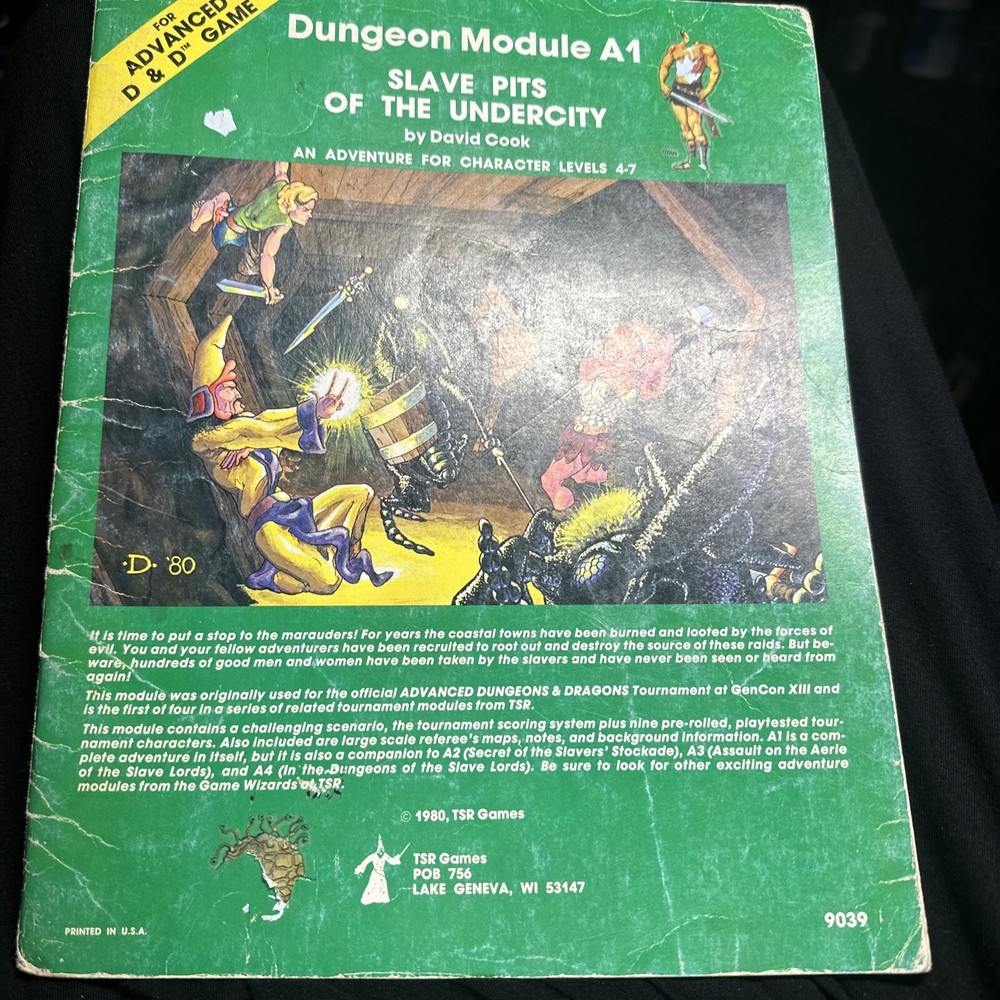 FOR
ADVANCED
D & D™ GAME
Dungeon Module A1
SLAVE PITS
OF THE UNDERCITY
by David Cook
AN ADVENTURE FOR CHARACTER LEVELS 4-7
·D· '80
It is time to put a stop to the marauders! For years the coastal towns have been burned and looted by the forces of
evil. You and your fellow adventurers have been recruited to root out and destroy the source of these raids. But be-
ware, hundreds of good men and women have been taken by the slavers and have never been seen or heard from
again!
This module was originally used for the official ADVANCED DUNGEONS & DRAGONS Tournament at GenCon XIII and
is the first of four in a series of related tournament modules from TSR.
This module contains a challenging scenario, the tournament scoring system plus nine pre-rolled, playtested tour-
nament characters. Also included are large scale referee's maps, notes, and background information. A1 is a com-
plete adventure in itself, but it is also a companion to A2 (Secret of the Slavers' Stockade), A3 (Assault on the Aerie
of the Slave Lords), and A4 (In the Dungeons of the Slave Lords). Be sure to look for other exciting adventure
modules from the Game Wizards at TSR.
© 1980, TSR Games
TSR Games
POB 756
LAKE GENEVA, WI 53147
PRINTED IN U.S.A.
9039